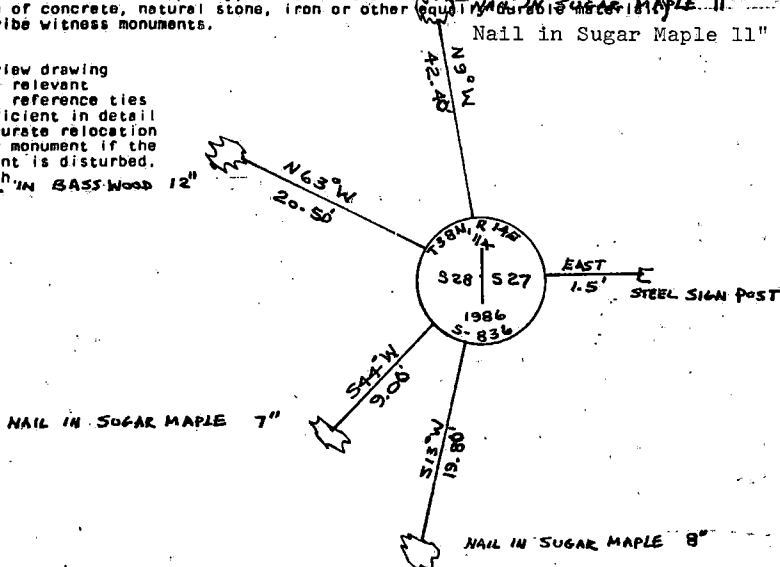 of concrete, natural stone, iron or other equally durable material.
ibe witness monuments.
NAIL IN SUGAR MAPLE 11
Nail in Sugar Maple 11"
iew drawing
relevant
reference ties
icient in detail
urate relocation
monument if the
nt is disturbed.
h.
IN BASSWOOD 12"
N9°W
42.40'
N63°W
20.50'
T38N, R14E
1/4
S28 S27
1986
S-836
EAST
1.5'
STEEL SIGN POST
S44°W
9.00'
NAIL IN SUGAR MAPLE 7"
S13°W
19.80'
NAIL IN SUGAR MAPLE 8"